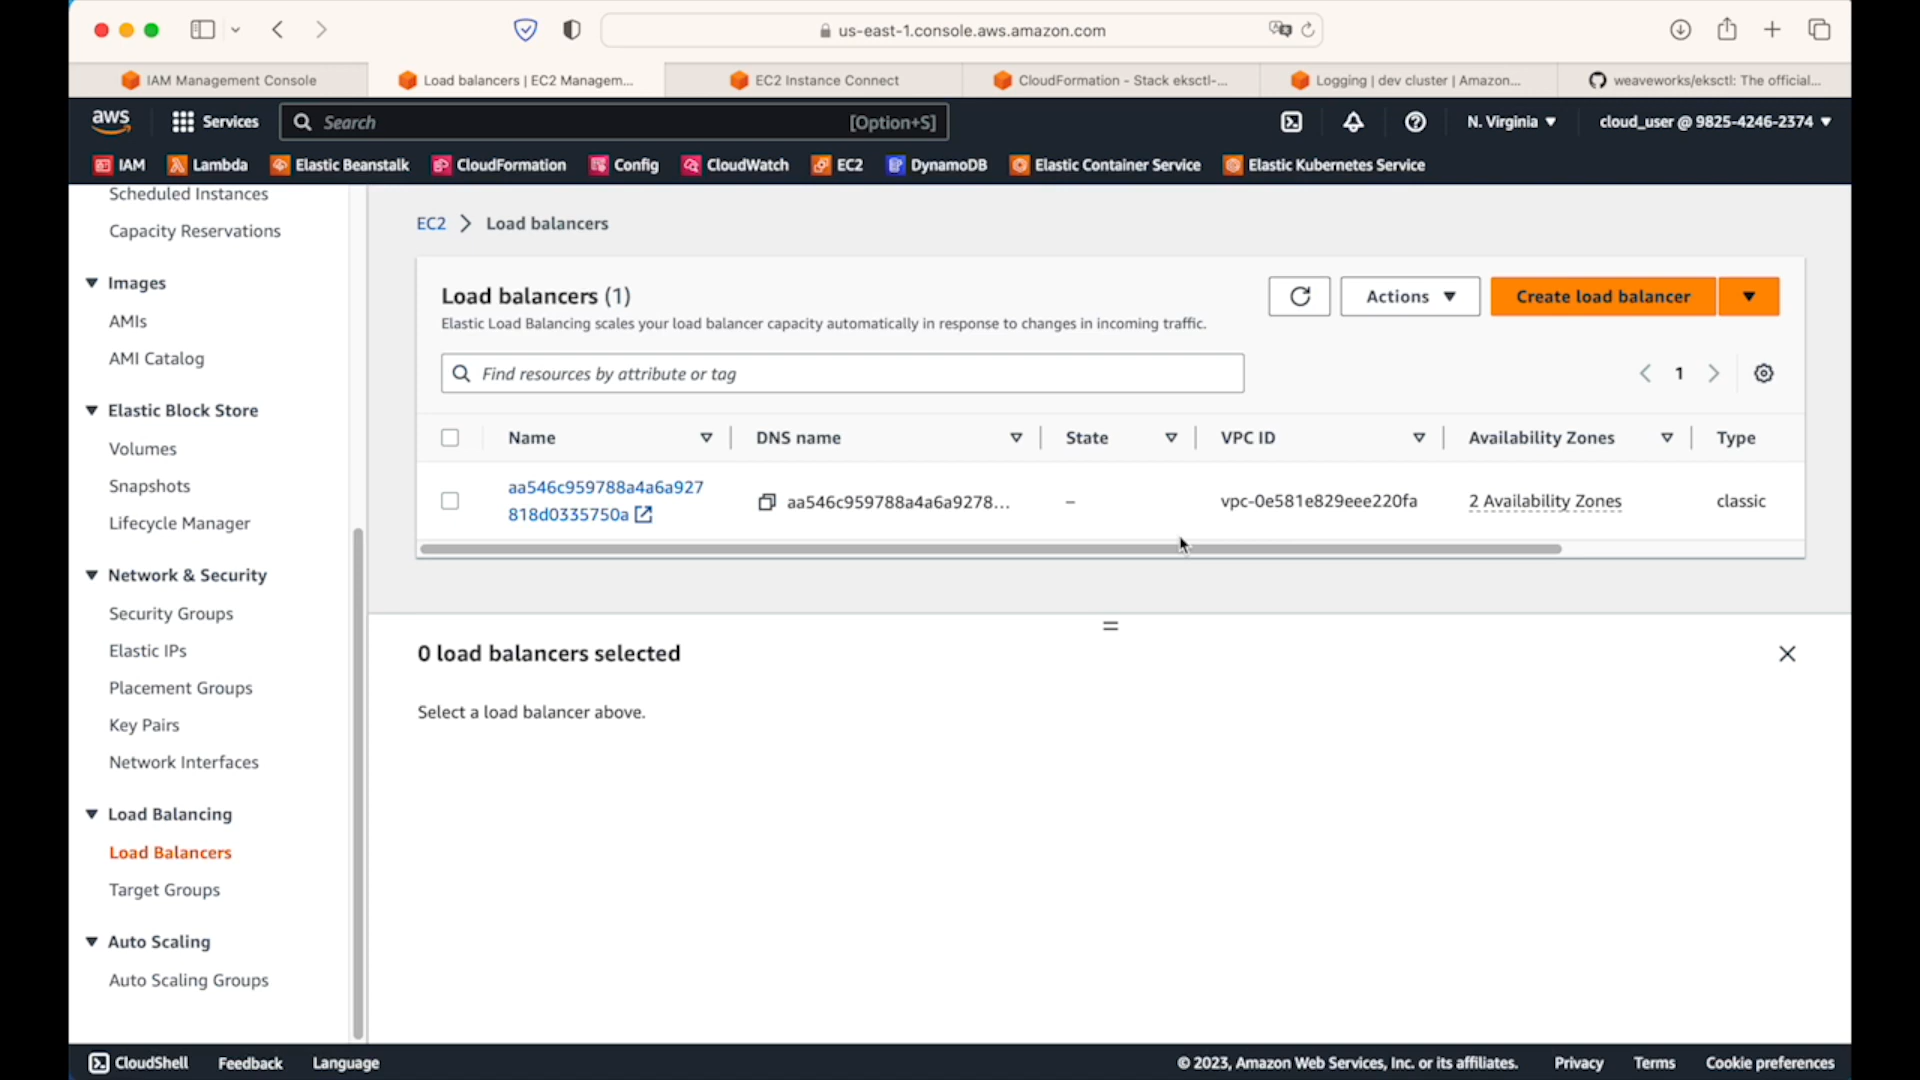 us-east-1.console.aws.amazon.com
IAM Management Console
Load balancers | EC2 Managem...
EC2 Instance Connect
CloudFormation - Stack eksctl-...
Logging | dev cluster | Amazon...
weaveworks/eksctl: The official...
aws
Services
Search
[Option+S]
N. Virginia
cloud_user @ 9825-4246-2374
IAM
Lambda
Elastic Beanstalk
CloudFormation
Config
CloudWatch
EC2
DynamoDB
Elastic Container Service
Elastic Kubernetes Service
Scheduled Instances
Capacity Reservations
Images
AMIs
AMI Catalog
Elastic Block Store
Volumes
Snapshots
Lifecycle Manager
Network & Security
Security Groups
Elastic IPs
Placement Groups
Key Pairs
Network Interfaces
Load Balancing
Load Balancers
Target Groups
Auto Scaling
Auto Scaling Groups
EC2 > Load balancers
Load balancers (1)
Elastic Load Balancing scales your load balancer capacity automatically in response to changes in incoming traffic.
Actions
Create load balancer
Find resources by attribute or tag
1
Name
DNS name
State
VPC ID
Availability Zones
Type
aa546c959788a4a6a927
818d0335750a
aa546c959788a4a6a9278...
–
vpc-0e581e829eee220fa
2 Availability Zones
classic
0 load balancers selected
Select a load balancer above.
CloudShell
Feedback
Language
© 2023, Amazon Web Services, Inc. or its affiliates.
Privacy
Terms
Cookie preferences